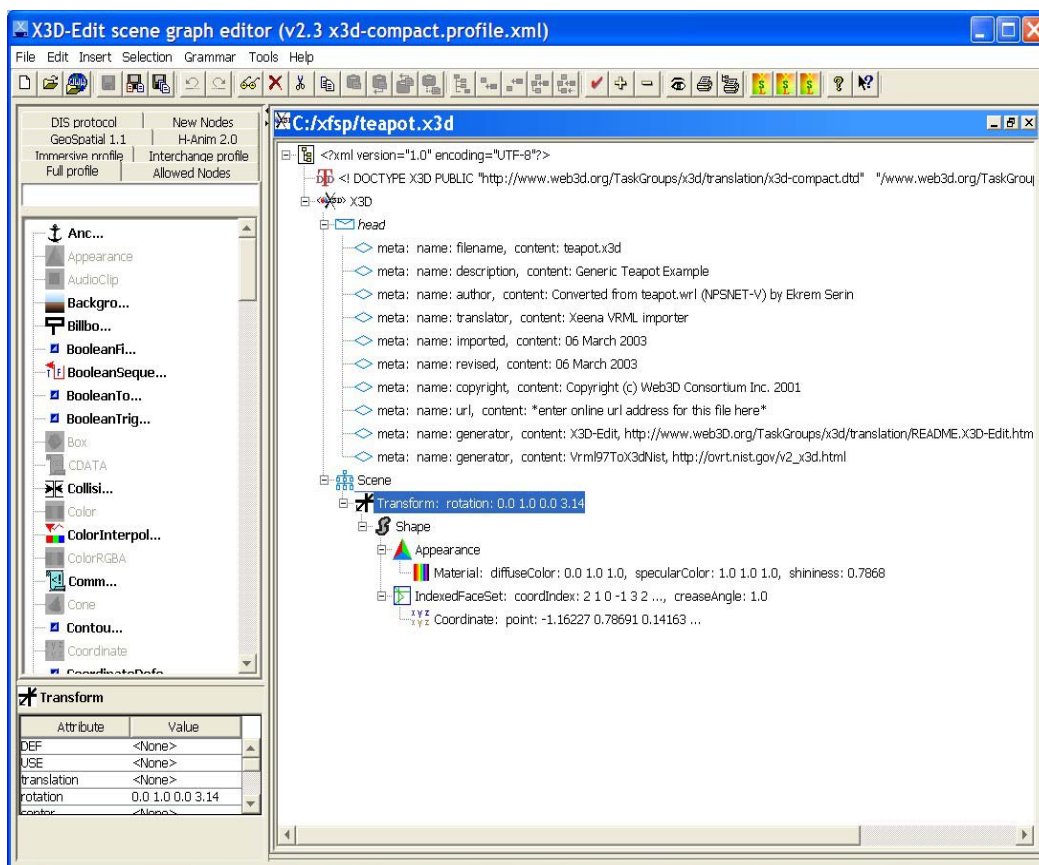 X3D-Edit scene graph editor (v2.3 x3d-compact.profile.xml)
File Edit Insert Selection Grammar Tools Help
DIS protocol New Nodes
GeoSpatial 1.1 H-Anim 2.0
Immersive profile Interchange profile
Full profile Allowed Nodes
Anc...
Appearance
AudioClip
Backgro...
Billbo...
BooleanFi...
BooleanSeque...
BooleanTo...
BooleanTrig...
Box
CDATA
Collisi...
Color
ColorInterpol...
ColorRGBA
Comm...
Cone
Contou...
Coordinate
CoordinateDefo
Transform
Attribute Value
DEF <None>
USE <None>
translation <None>
rotation 0.0 1.0 0.0 3.14
center <None>
C:/xfsp/teapot.x3d
<?xml version="1.0" encoding="UTF-8"?>
DTD <! DOCTYPE X3D PUBLIC "http://www.web3d.org/TaskGroups/x3d/translation/x3d-compact.dtd" "/www.web3d.org/TaskGrou
X3D
head
meta: name: filename, content: teapot.x3d
meta: name: description, content: Generic Teapot Example
meta: name: author, content: Converted from teapot.wrl (NPSNET-V) by Ekrem Serin
meta: name: translator, content: Xeena VRML importer
meta: name: imported, content: 06 March 2003
meta: name: revised, content: 06 March 2003
meta: name: copyright, content: Copyright (c) Web3D Consortium Inc. 2001
meta: name: url, content: *enter online url address for this file here*
meta: name: generator, content: X3D-Edit, http://www.web3D.org/TaskGroups/x3d/translation/README.X3D-Edit.htm
meta: name: generator, content: Vrml97ToX3dNist, http://ovrt.nist.gov/v2_x3d.html
Scene
Transform: rotation: 0.0 1.0 0.0 3.14
Shape
Appearance
Material: diffuseColor: 0.0 1.0 1.0, specularColor: 1.0 1.0 1.0, shininess: 0.7868
IndexedFaceSet: coordIndex: 2 1 0 -1 3 2 ..., creaseAngle: 1.0
Coordinate: point: -1.16227 0.78691 0.14163 ...